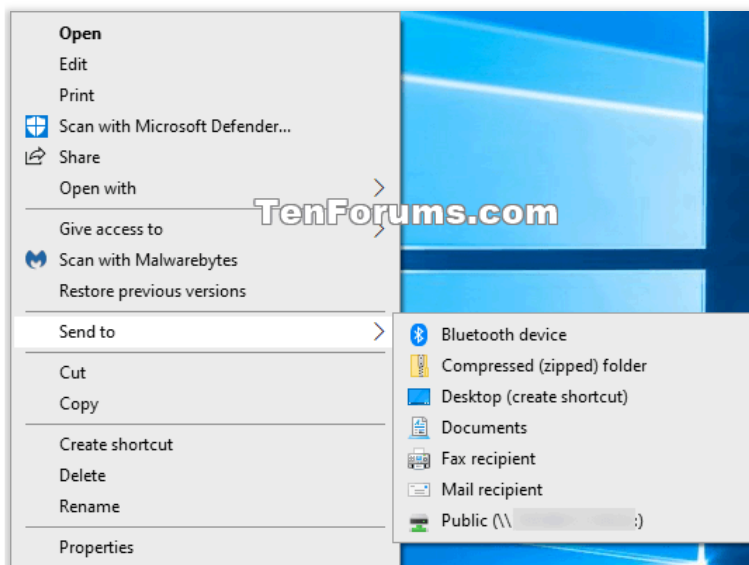 Open
Edit
Print
Scan with Microsoft Defender...
Share
Open with
TenForums.com
Give access to
Scan with Malwarebytes
Restore previous versions
Send to
Cut
Copy
Create shortcut
Delete
Rename
Properties
Bluetooth device
Compressed (zipped) folder
Desktop (create shortcut)
Documents
Fax recipient
Mail recipient
Public (\\ :)